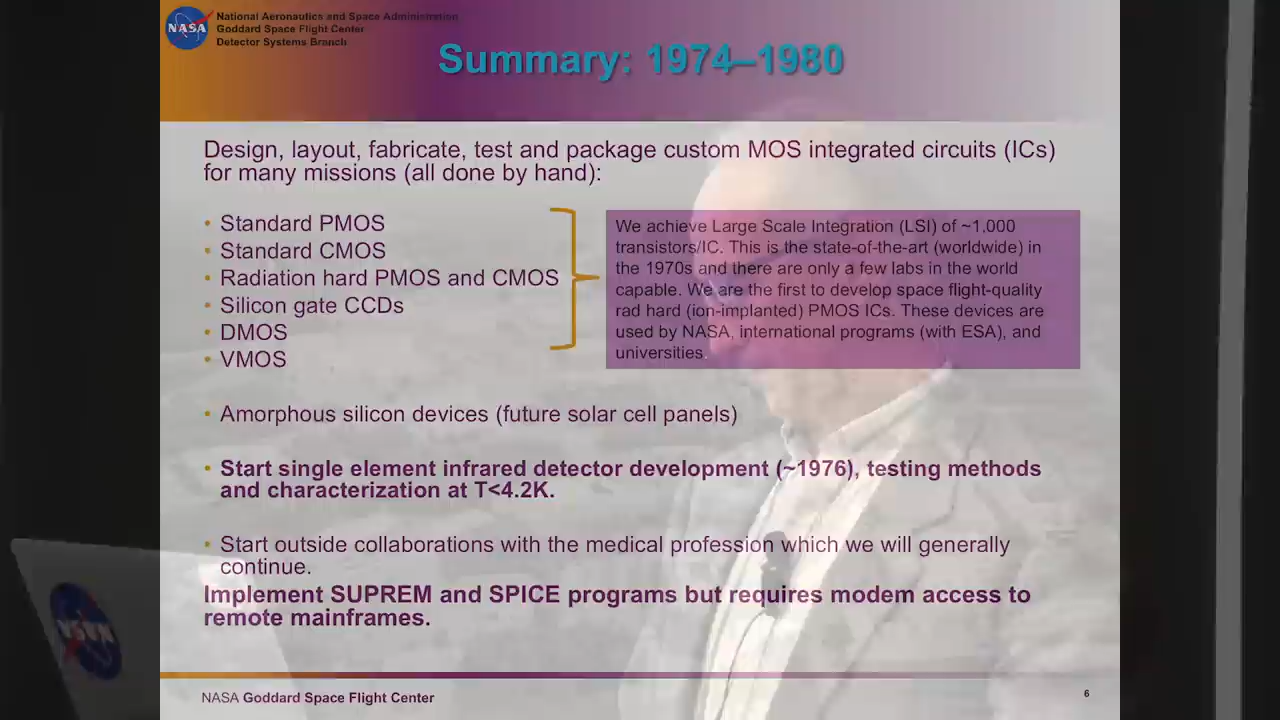 National Aeronautics and Space Administration
Goddard Space Flight Center
Detector Systems Branch
NASA
Summary: 1974–1980
Design, layout, fabricate, test and package custom MOS integrated circuits (ICs)
for many missions (all done by hand):
• Standard PMOS
• Standard CMOS
• Radiation hard PMOS and CMOS
• Silicon gate CCDs
• DMOS
• VMOS
We achieve Large Scale Integration (LSI) of ~1,000
transistors/IC. This is the state-of-the-art (worldwide) in
the 1970s and there are only a few labs in the world
capable. We are the first to develop space flight-quality
rad hard (ion-implanted) PMOS ICs. These devices are
used by NASA, international programs (with ESA), and
universities.
• Amorphous silicon devices (future solar cell panels)
• Start single element infrared detector development (~1976), testing methods
and characterization at T<4.2K.
• Start outside collaborations with the medical profession which we will generally
continue.
Implement SUPREM and SPICE programs but requires modem access to
remote mainframes.
NASA
NASA Goddard Space Flight Center
6